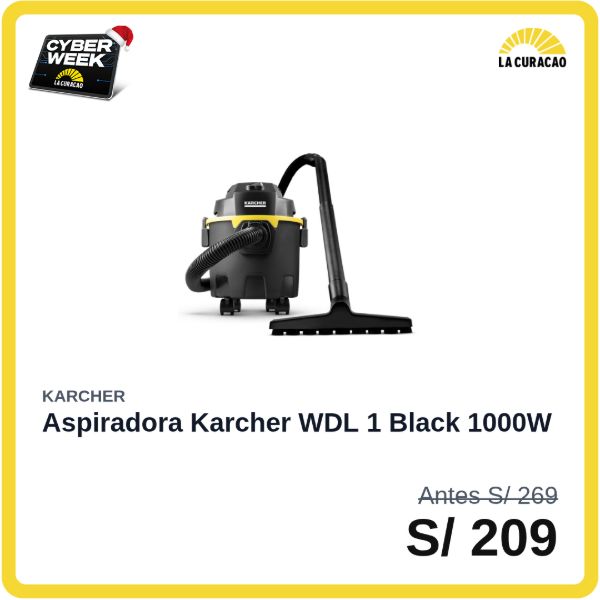 CYBER
WEEK
LA CURACAO
LA CURACAO
KARCHER
KARCHER
Aspiradora Karcher WDL 1 Black 1000W
Antes S/ 269
S/ 209